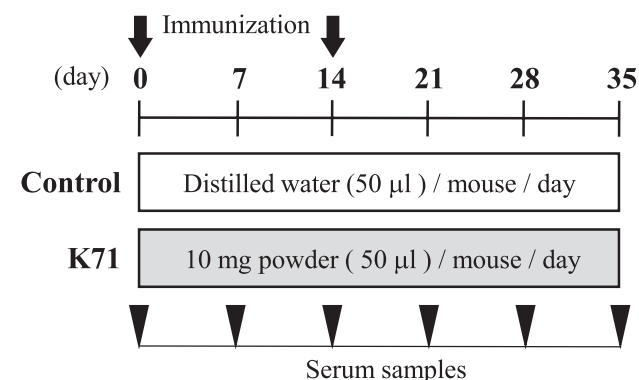 Immunization
(day) 0 7 14 21 28 35
Control Distilled water (50 μl ) / mouse / day
K71 10 mg powder ( 50 μl ) / mouse / day
Serum samples